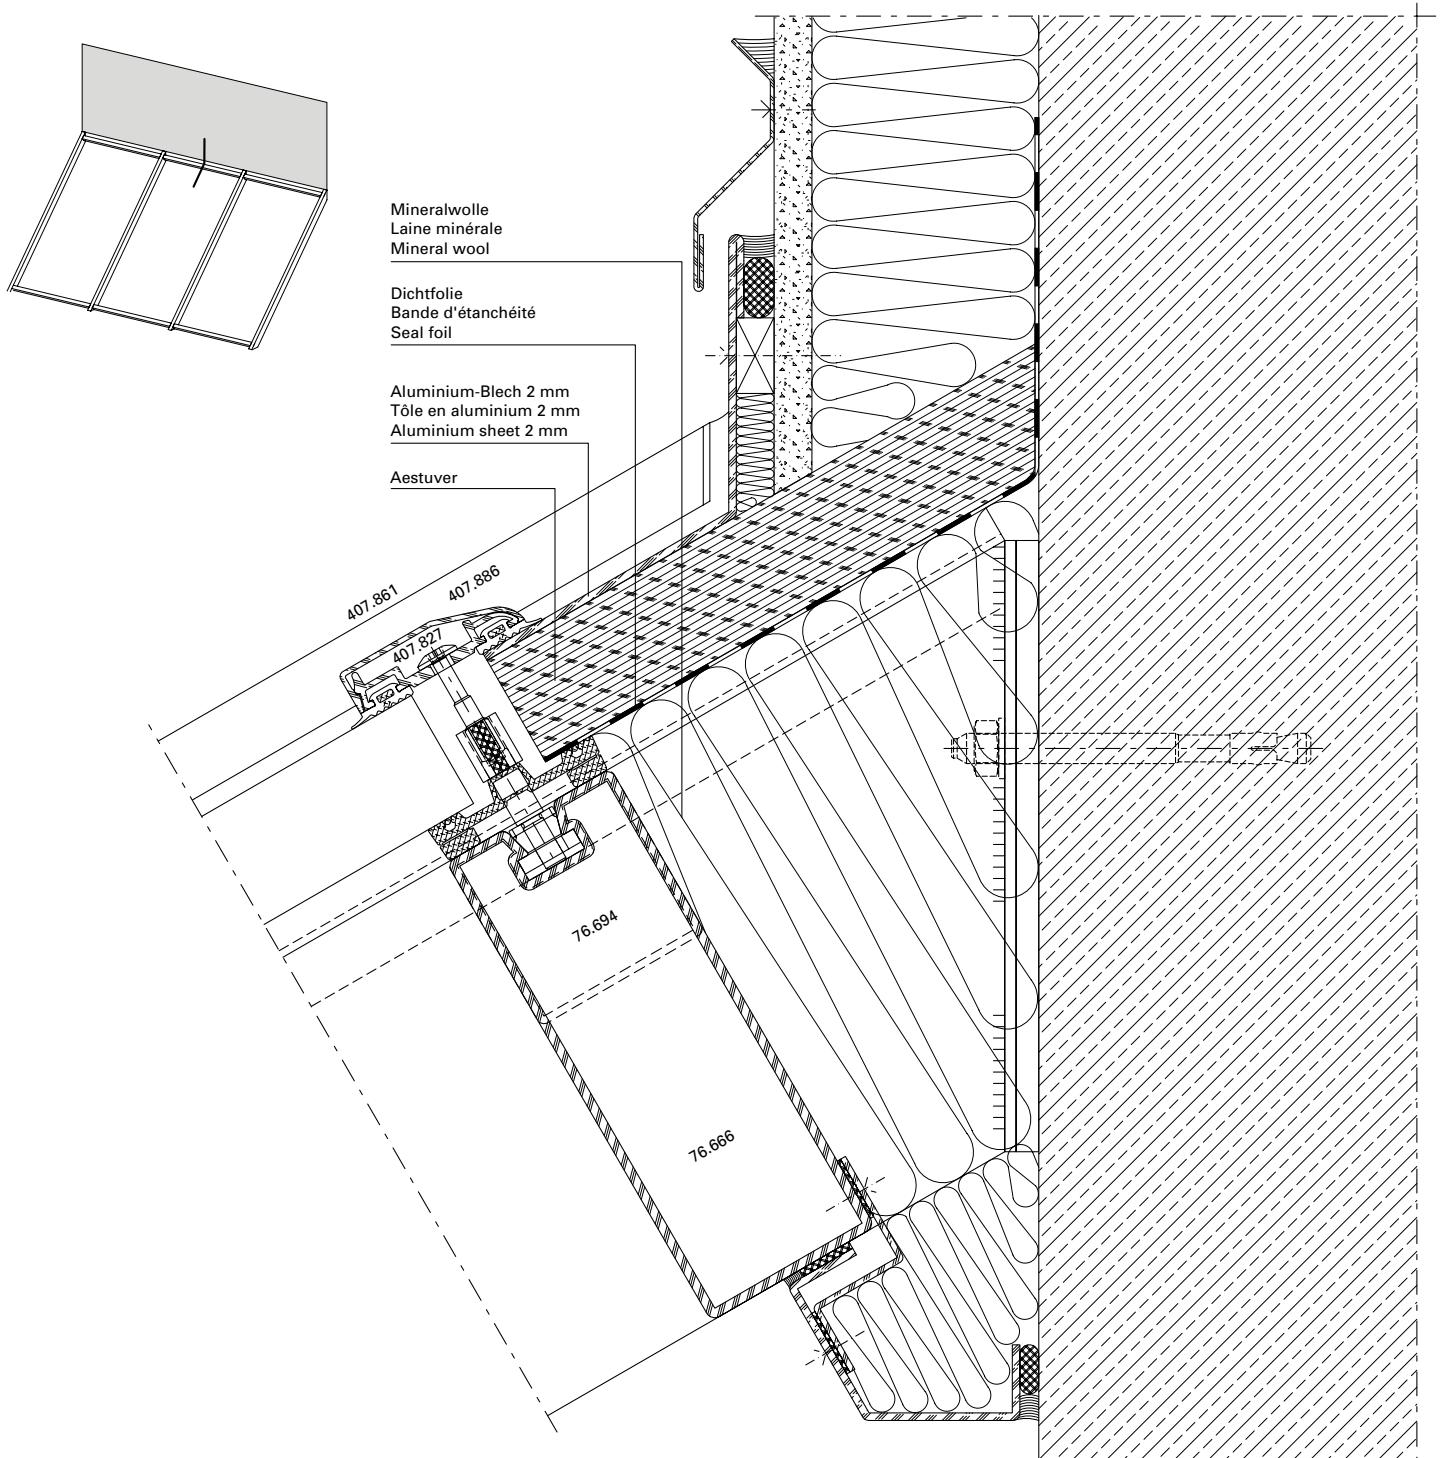 Mineralwolle
Laine minérale
Mineral wool
Dichtfolie
Bande d'étanchéité
Seal foil
Aluminium-Blech 2 mm
Tôle en aluminium 2 mm
Aluminium sheet 2 mm
Aestuver
407.861
407.886
407.827
76.694
76.666